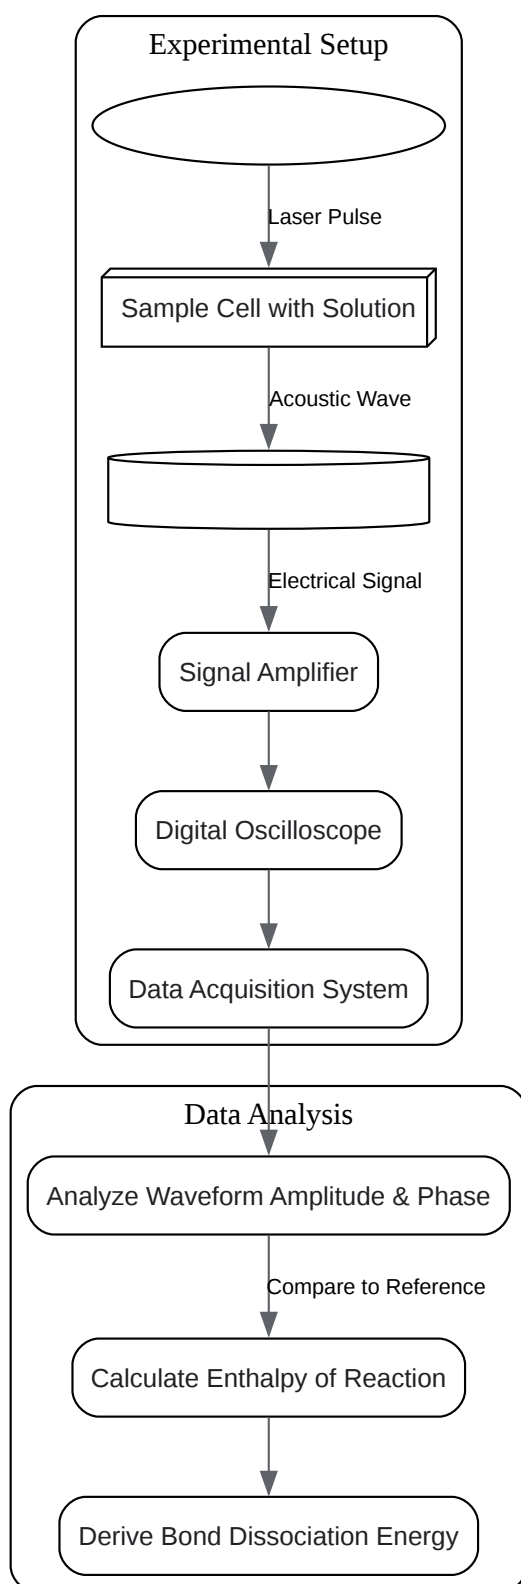 Experimental Setup
Laser Pulse
Sample Cell with Solution
Acoustic Wave
Electrical Signal
Signal Amplifier
Digital Oscilloscope
Data Acquisition System
Data Analysis
Analyze Waveform Amplitude & Phase
Compare to Reference
Calculate Enthalpy of Reaction
Derive Bond Dissociation Energy